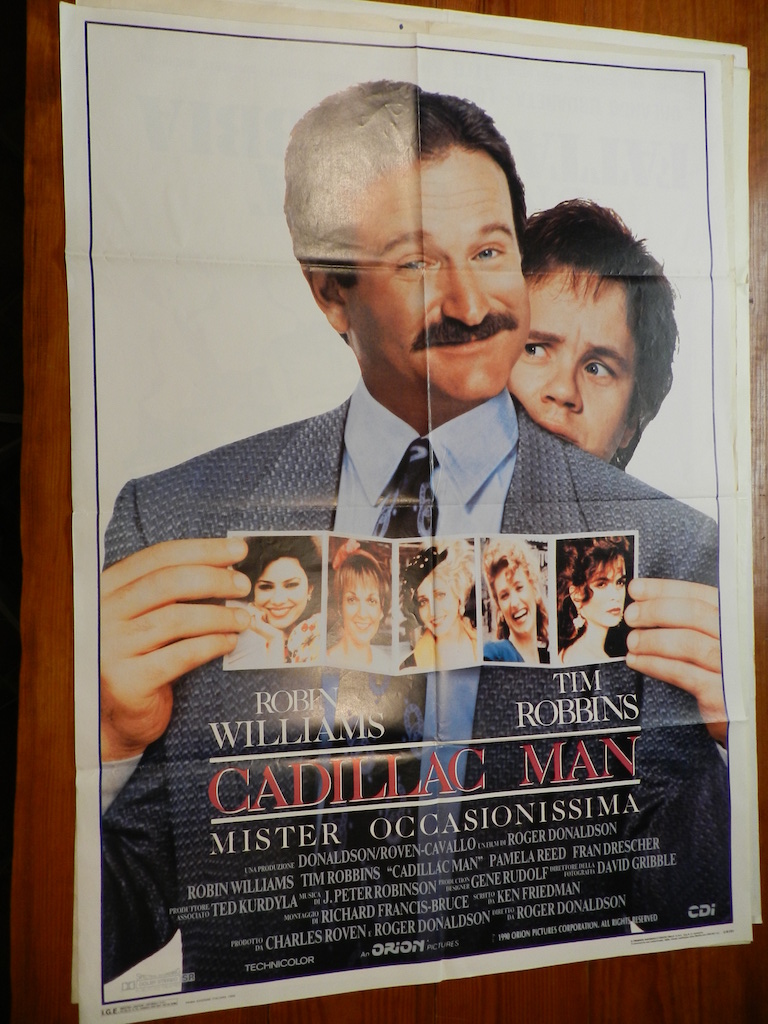 ROBIN
WILLIAMS
TIM
ROBBINS
CADILLAC MAN
MISTER OCCASIONISSIMA
UNA PRODUZIONE DONALDSON/ROVEN-CAVALLO UN FILM DI ROGER DONALDSON
ROBIN WILLIAMS TIM ROBBINS "CADILLAC MAN" PAMELA REED FRAN DRESCHER
PRODUTTORE ASSOCIATO TED KURDYLA MUSICA DI J. PETER ROBINSON PRODUCTION DESIGNER GENE RUDOLF DIRETTORE DELLA FOTOGRAFIA DAVID GRIBBLE
MONTAGGIO DI RICHARD FRANCIS-BRUCE SCRITTO DA KEN FRIEDMAN
PRODOTTO DA CHARLES ROVEN E ROGER DONALDSON DIRETTO DA ROGER DONALDSON
TECHNICOLOR
An ORION PICTURES
1990 ORION PICTURES CORPORATION. ALL RIGHTS RESERVED
CDI
SR
I.G.E.